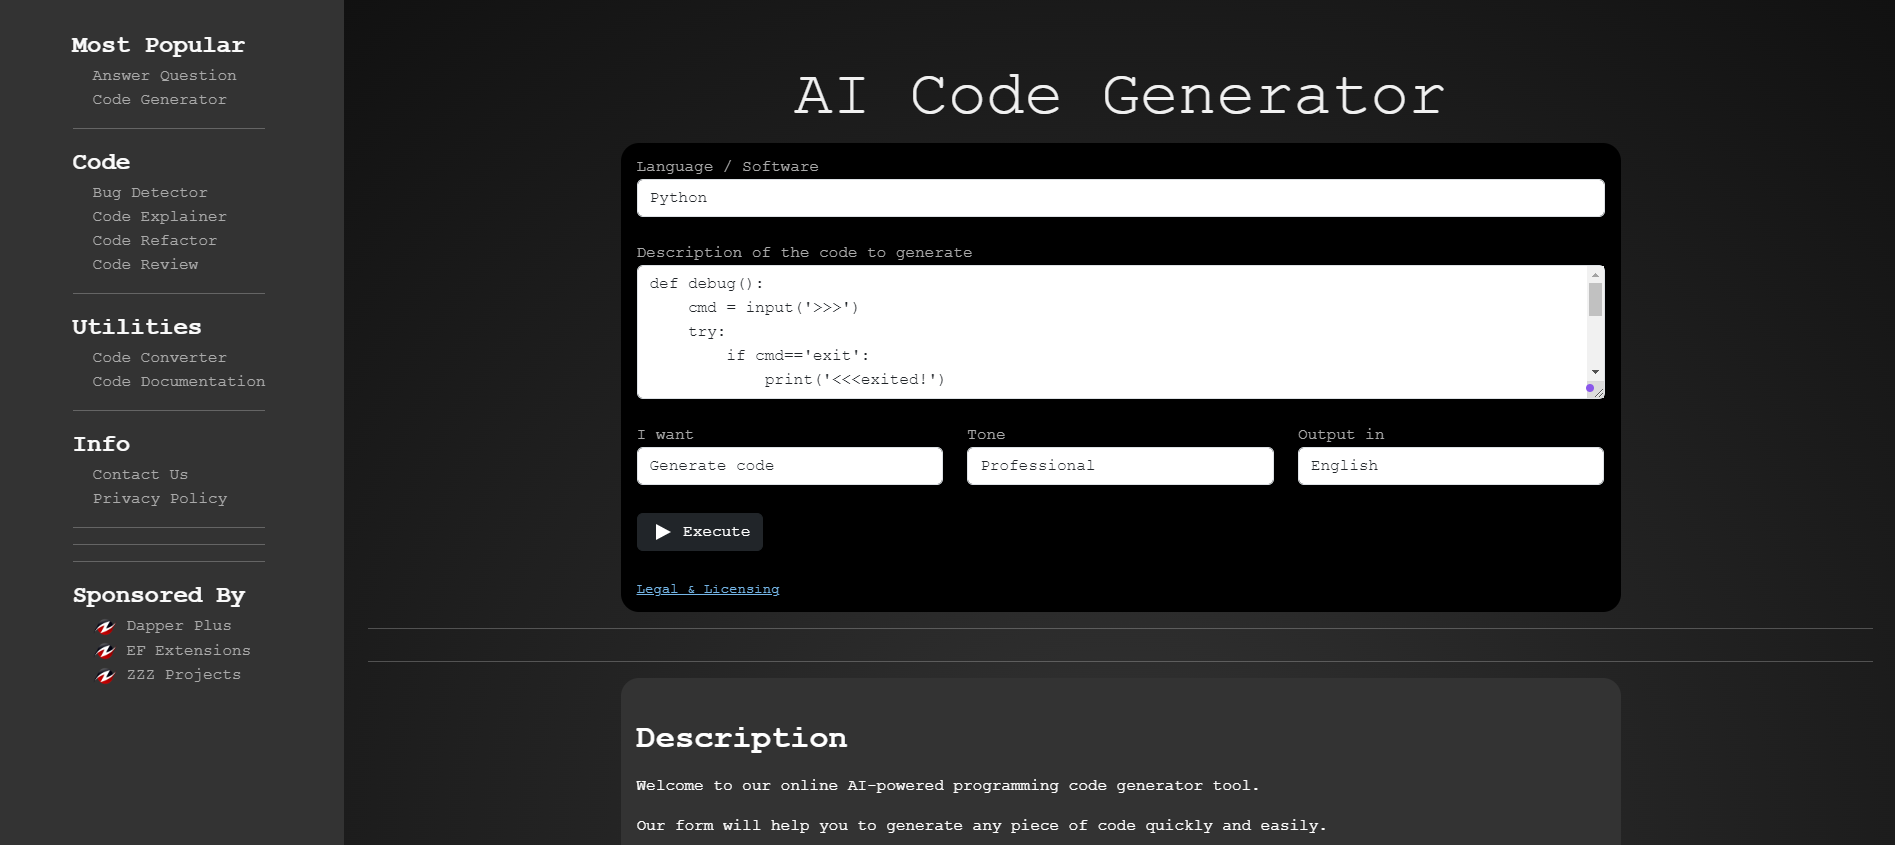 Most Popular
Answer Question
Code Generator
Code
Bug Detector
Code Explainer
Code Refactor
Code Review
Utilities
Code Converter
Code Documentation
Info
Contact Us
Privacy Policy
Sponsored By
Dapper Plus
EF Extensions
ZZZ Projects
AI Code Generator
Language / Software
Python
Description of the code to generate
def debug():
    cmd = input('>>>')
    try:
        if cmd=='exit':
            print('<<<exited!')
I want
Generate code
Tone
Professional
Output in
English
Execute
Legal & Licensing
Description
Welcome to our online AI-powered programming code generator tool.
Our form will help you to generate any piece of code quickly and easily.